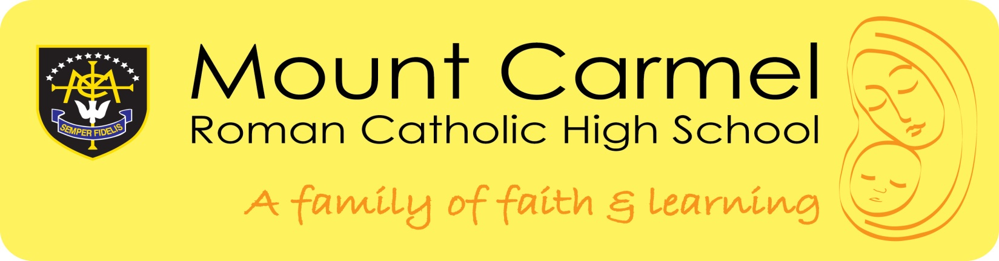 SEMPER FIDELIS
Mount Carmel
Roman Catholic High School
A family of faith & learning